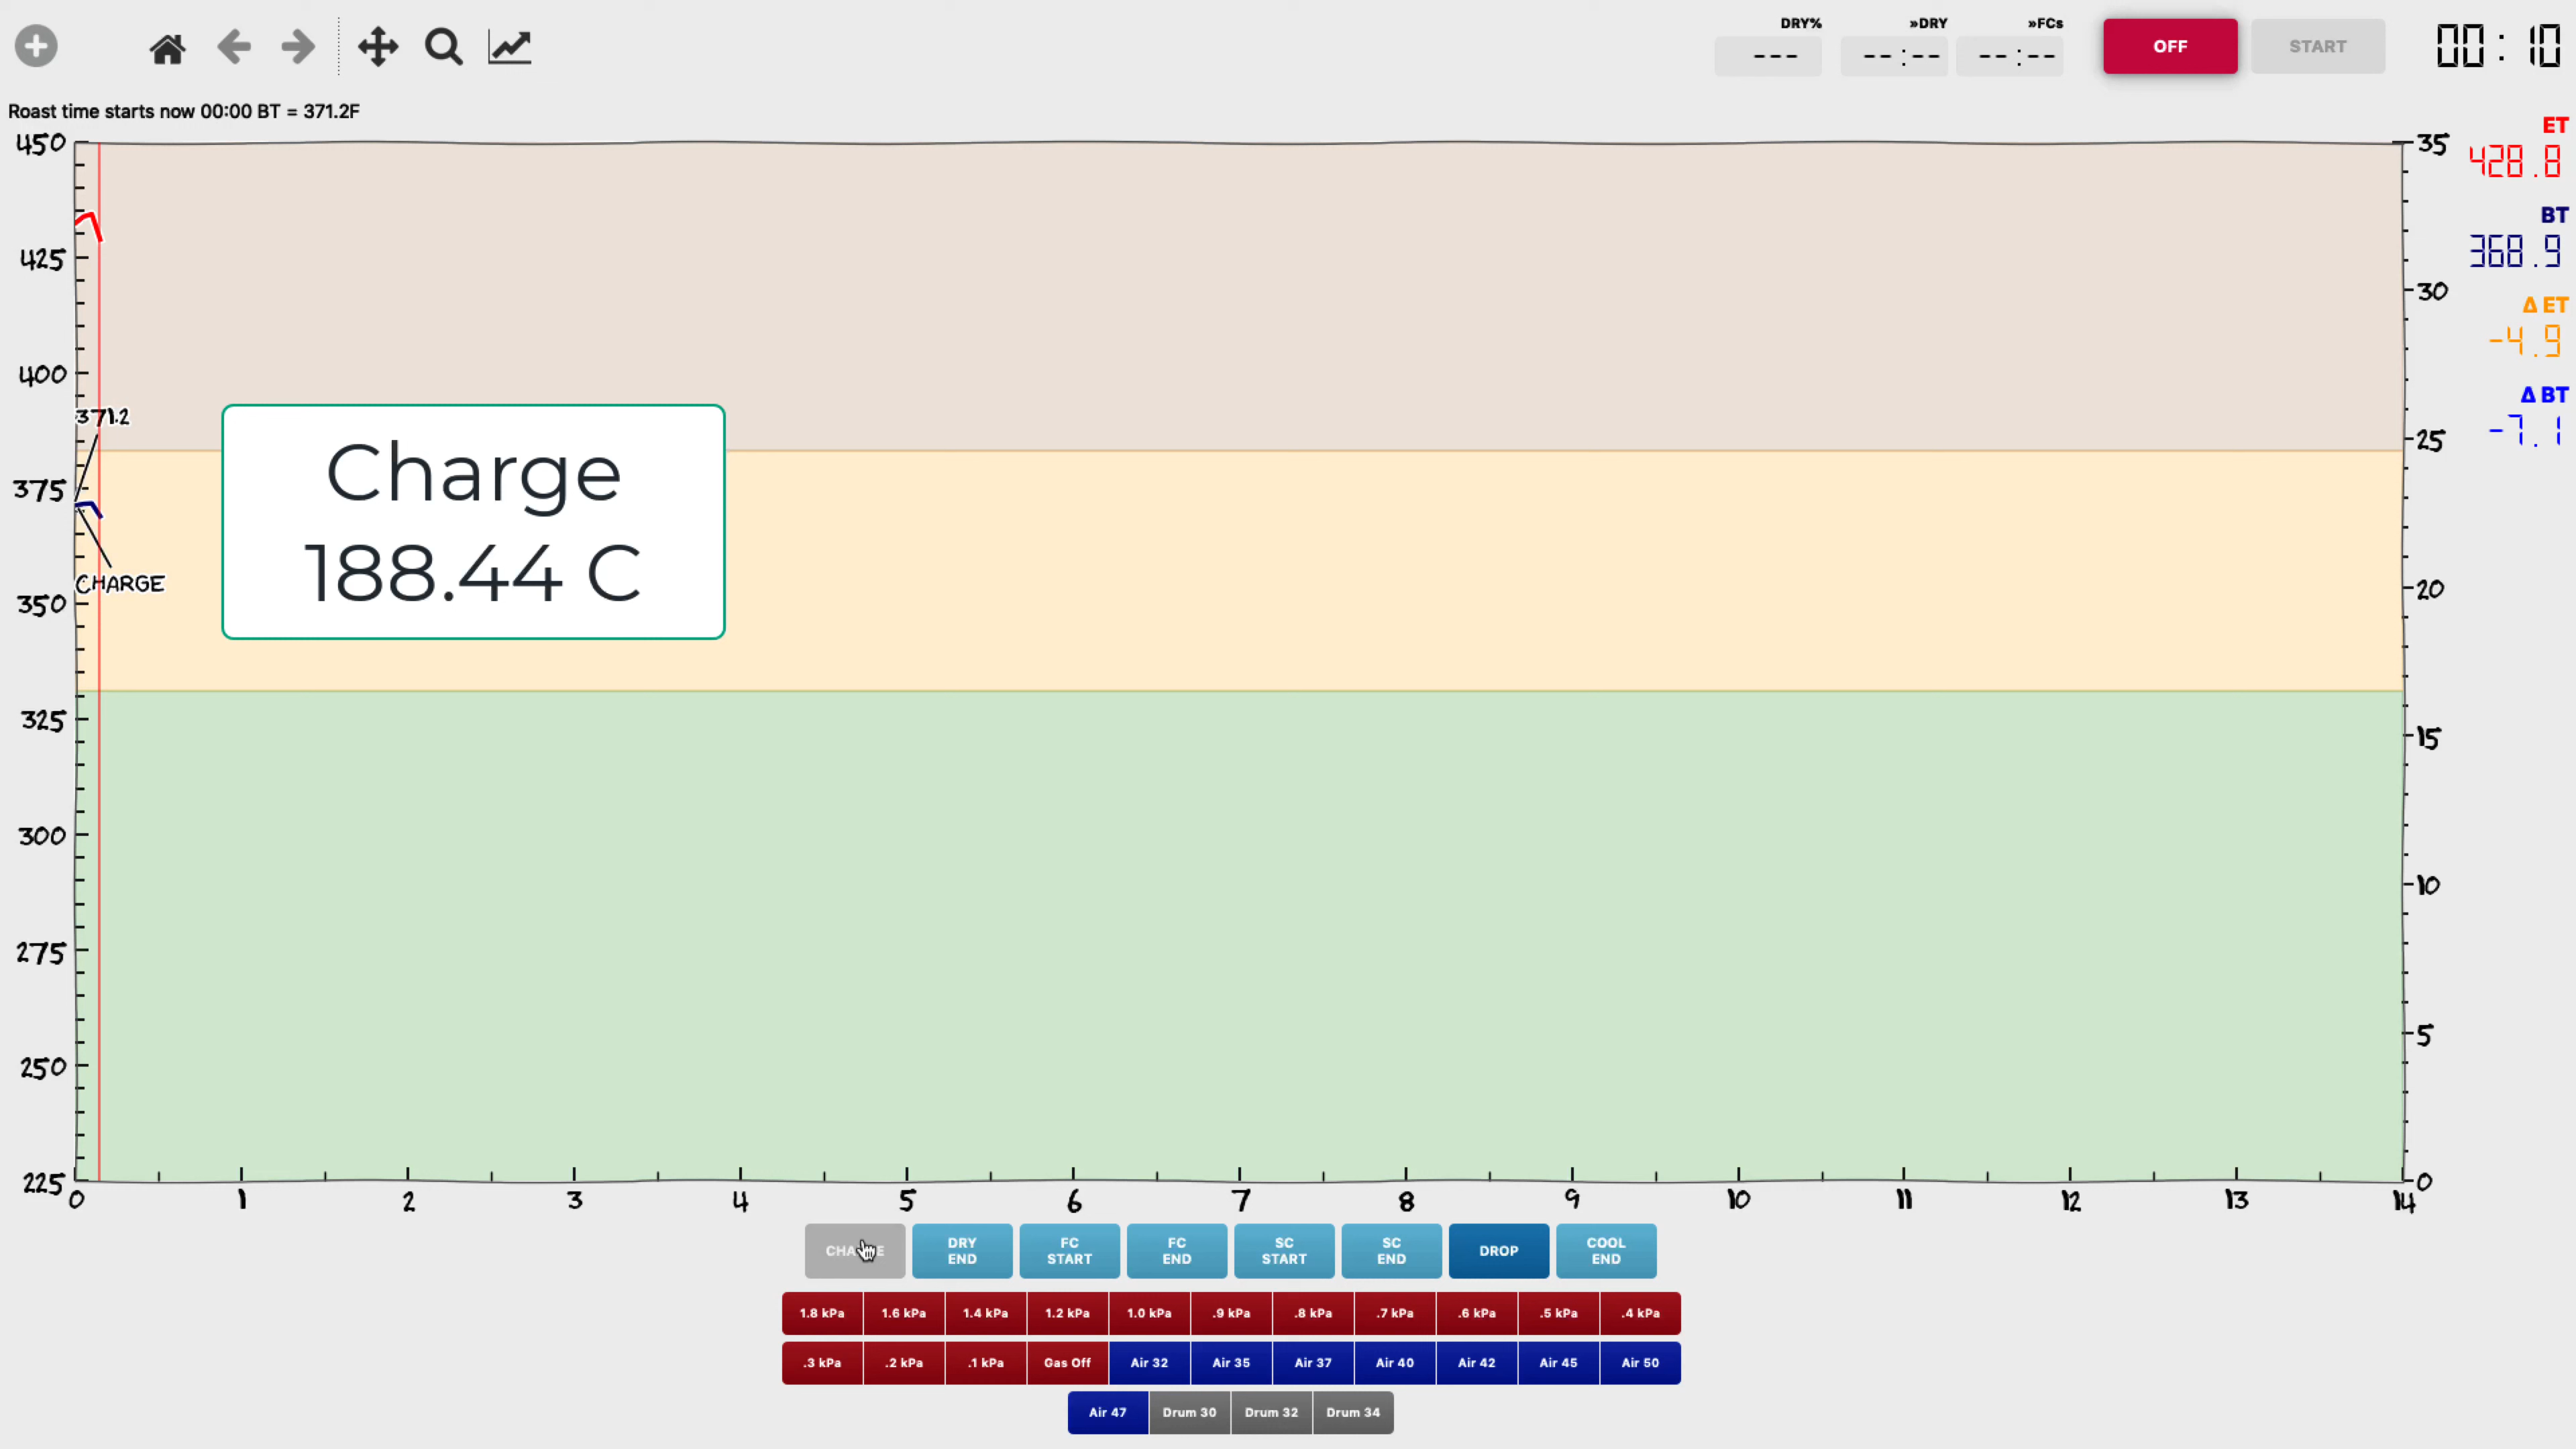 DRY% »DRY »FCs
--- --:-- --:--
OFF START 00:10
Roast time starts now 00:00 BT = 371.2F
ET
428.8
BT
368.9
Δ ET
-4.9
Δ BT
-7.1
450
425
400
375
350
325
300
275
250
225
35
30
25
20
15
10
5
0
371.2
CHARGE
Charge
188.44 C
0 1 2 3 4 5 6 7 8 9 10 11 12 13 14
CHARGE
DRY
END
FC
START
FC
END
SC
START
SC
END
DROP
COOL
END
1.8 kPa 1.6 kPa 1.4 kPa 1.2 kPa 1.0 kPa .9 kPa .8 kPa .7 kPa .6 kPa .5 kPa .4 kPa
.3 kPa .2 kPa .1 kPa Gas Off Air 32 Air 35 Air 37 Air 40 Air 42 Air 45 Air 50
Air 47 Drum 30 Drum 32 Drum 34